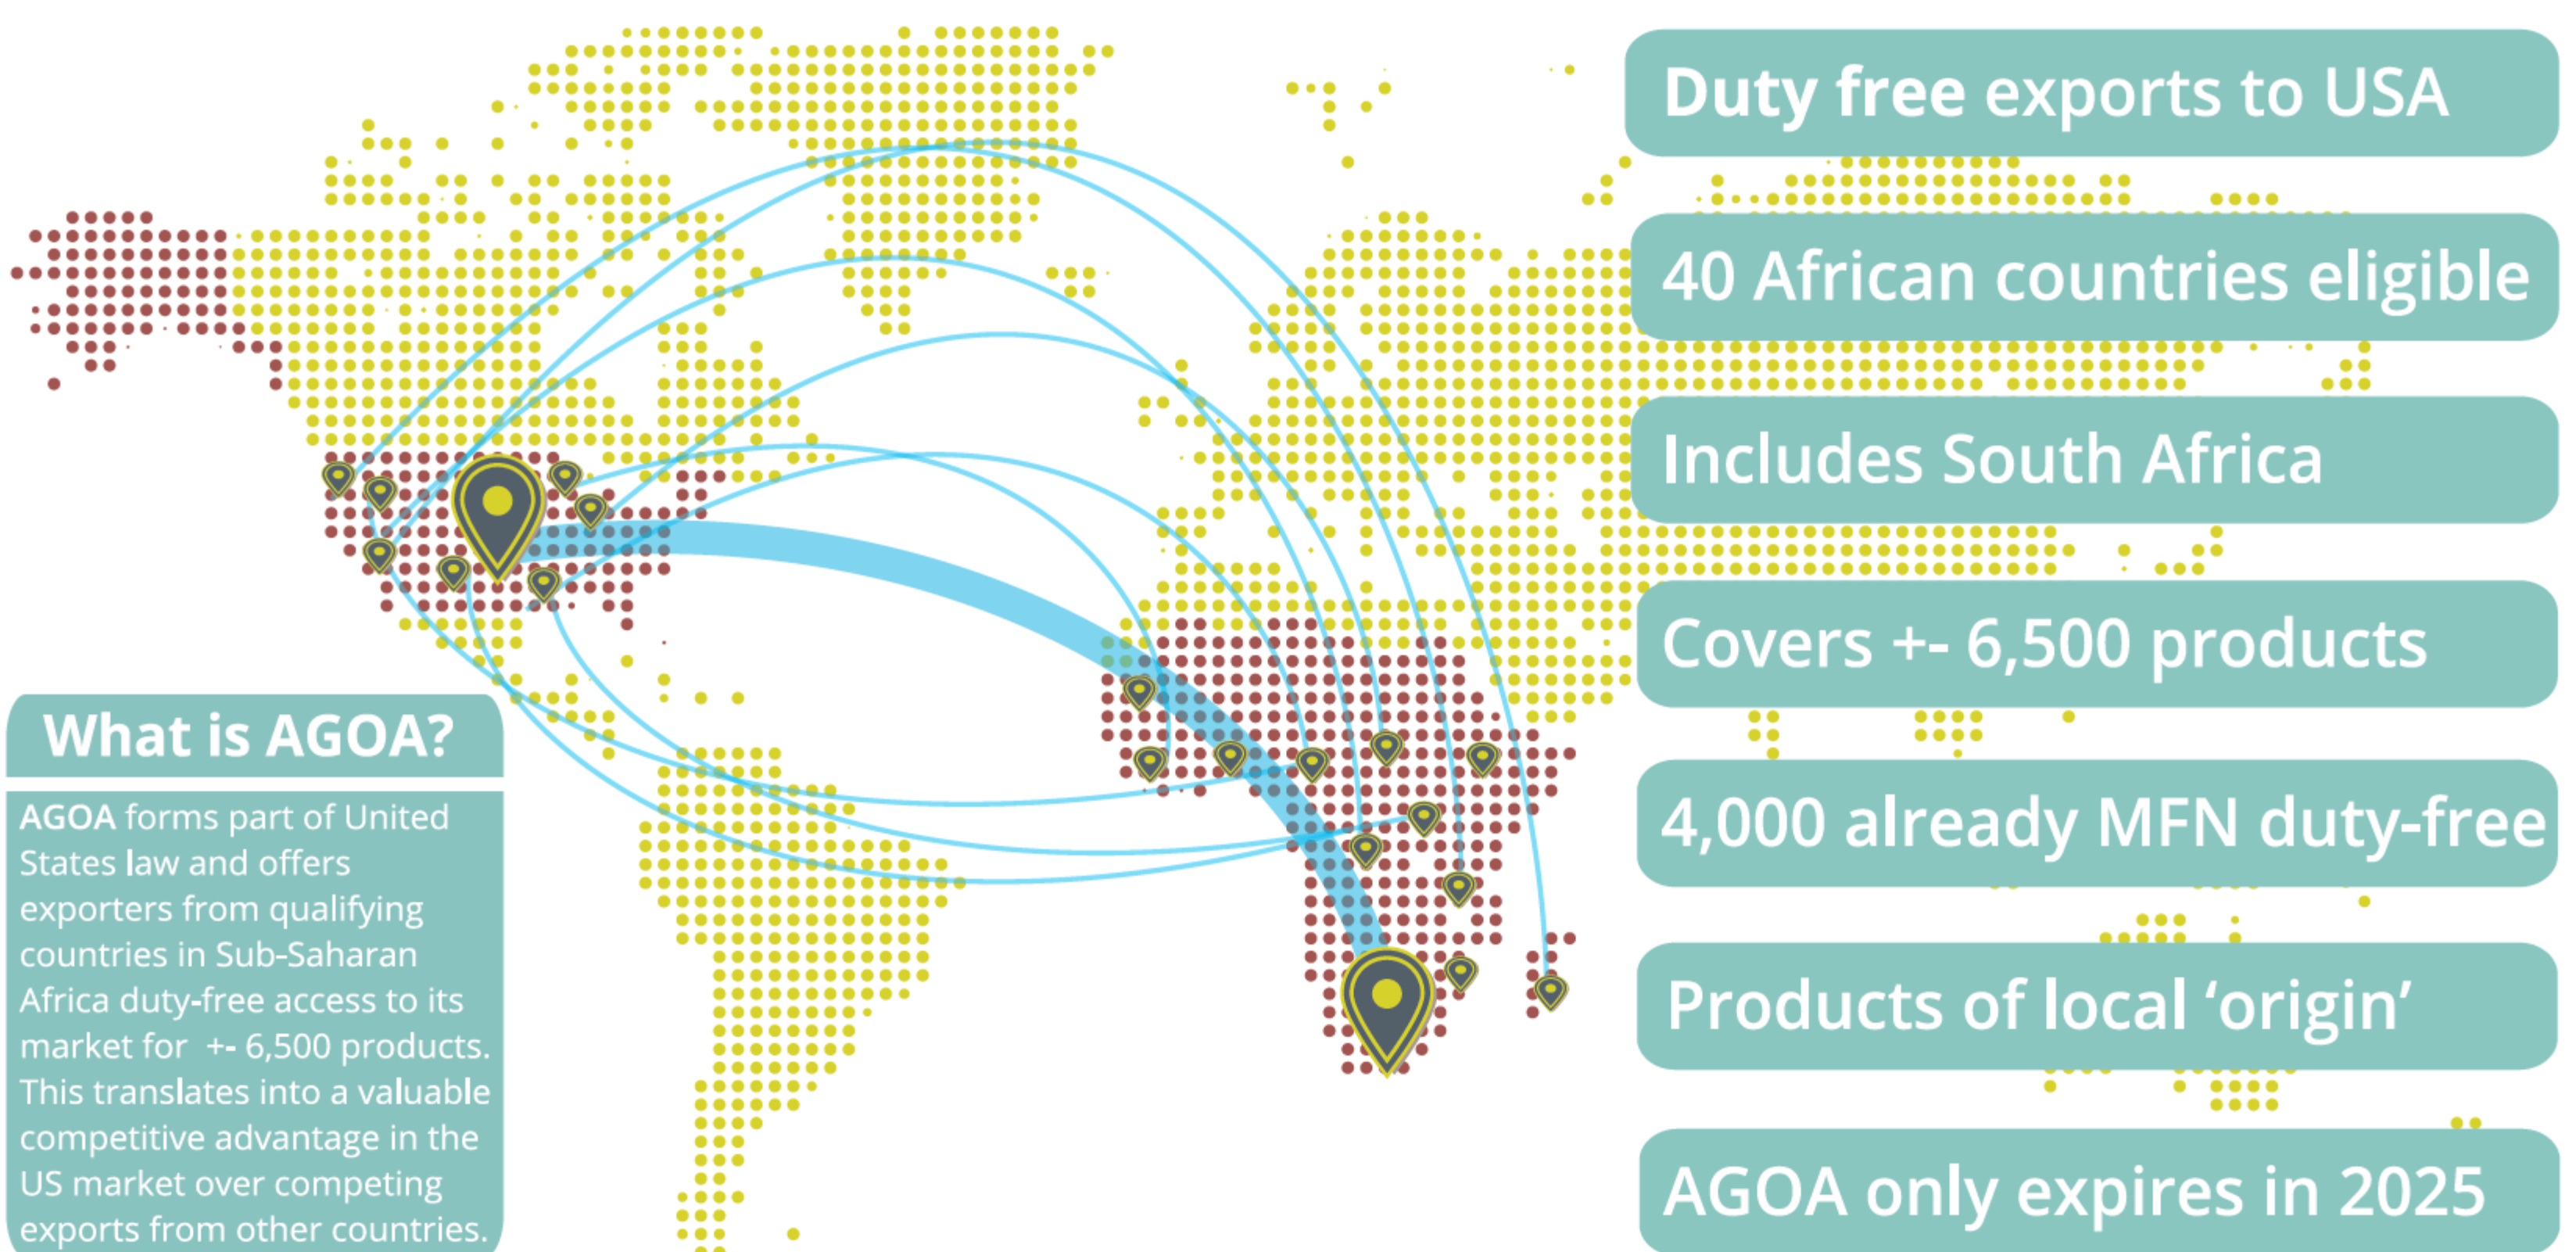 Duty free exports to USA
40 African countries eligible
Includes South Africa
Covers +- 6,500 products
4,000 already MFN duty-free
Products of local ‘origin’
AGOA only expires in 2025
What is AGOA?
AGOA forms part of United
States law and offers
exporters from qualifying
countries in Sub-Saharan
Africa duty-free access to its
market for +- 6,500 products.
This translates into a valuable
competitive advantage in the
US market over competing
exports from other countries.